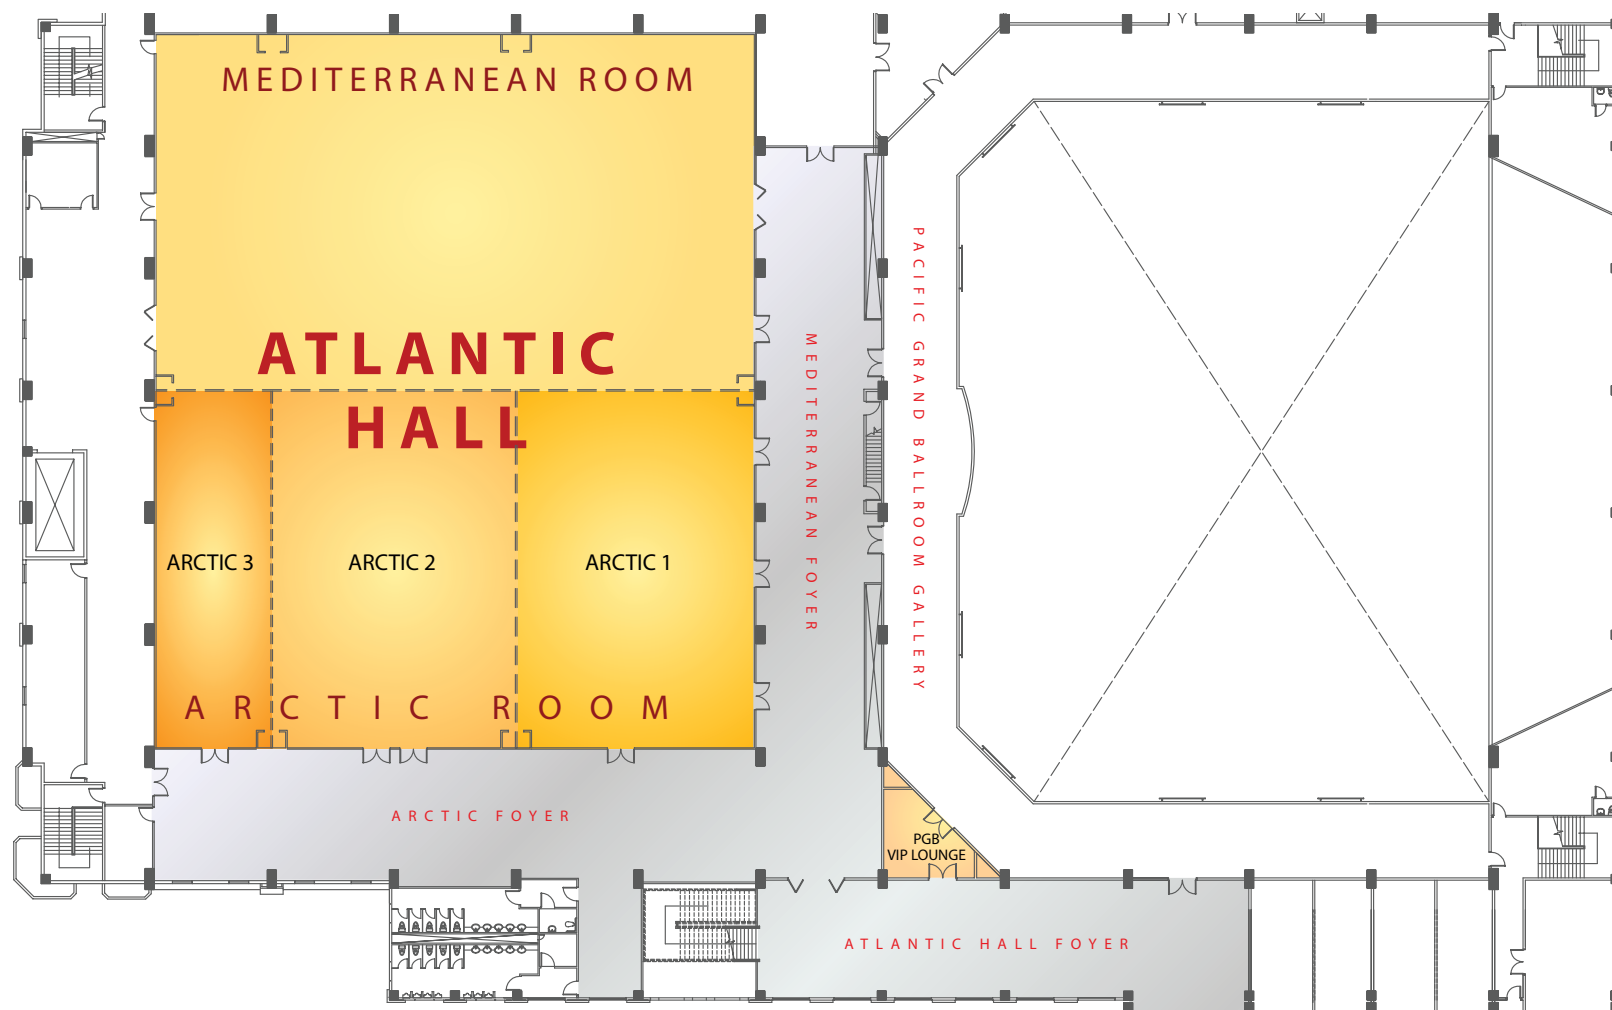 MEDITERRANEAN ROOM
ATLANTIC
HALL
ARCTIC 3
ARCTIC 2
ARCTIC 1
ARCTIC ROOM
MEDITERRANEAN FOYER
PACIFIC GRAND BALLROOM GALLERY
ARCTIC FOYER
PGB
VIP LOUNGE
ATLANTIC HALL FOYER